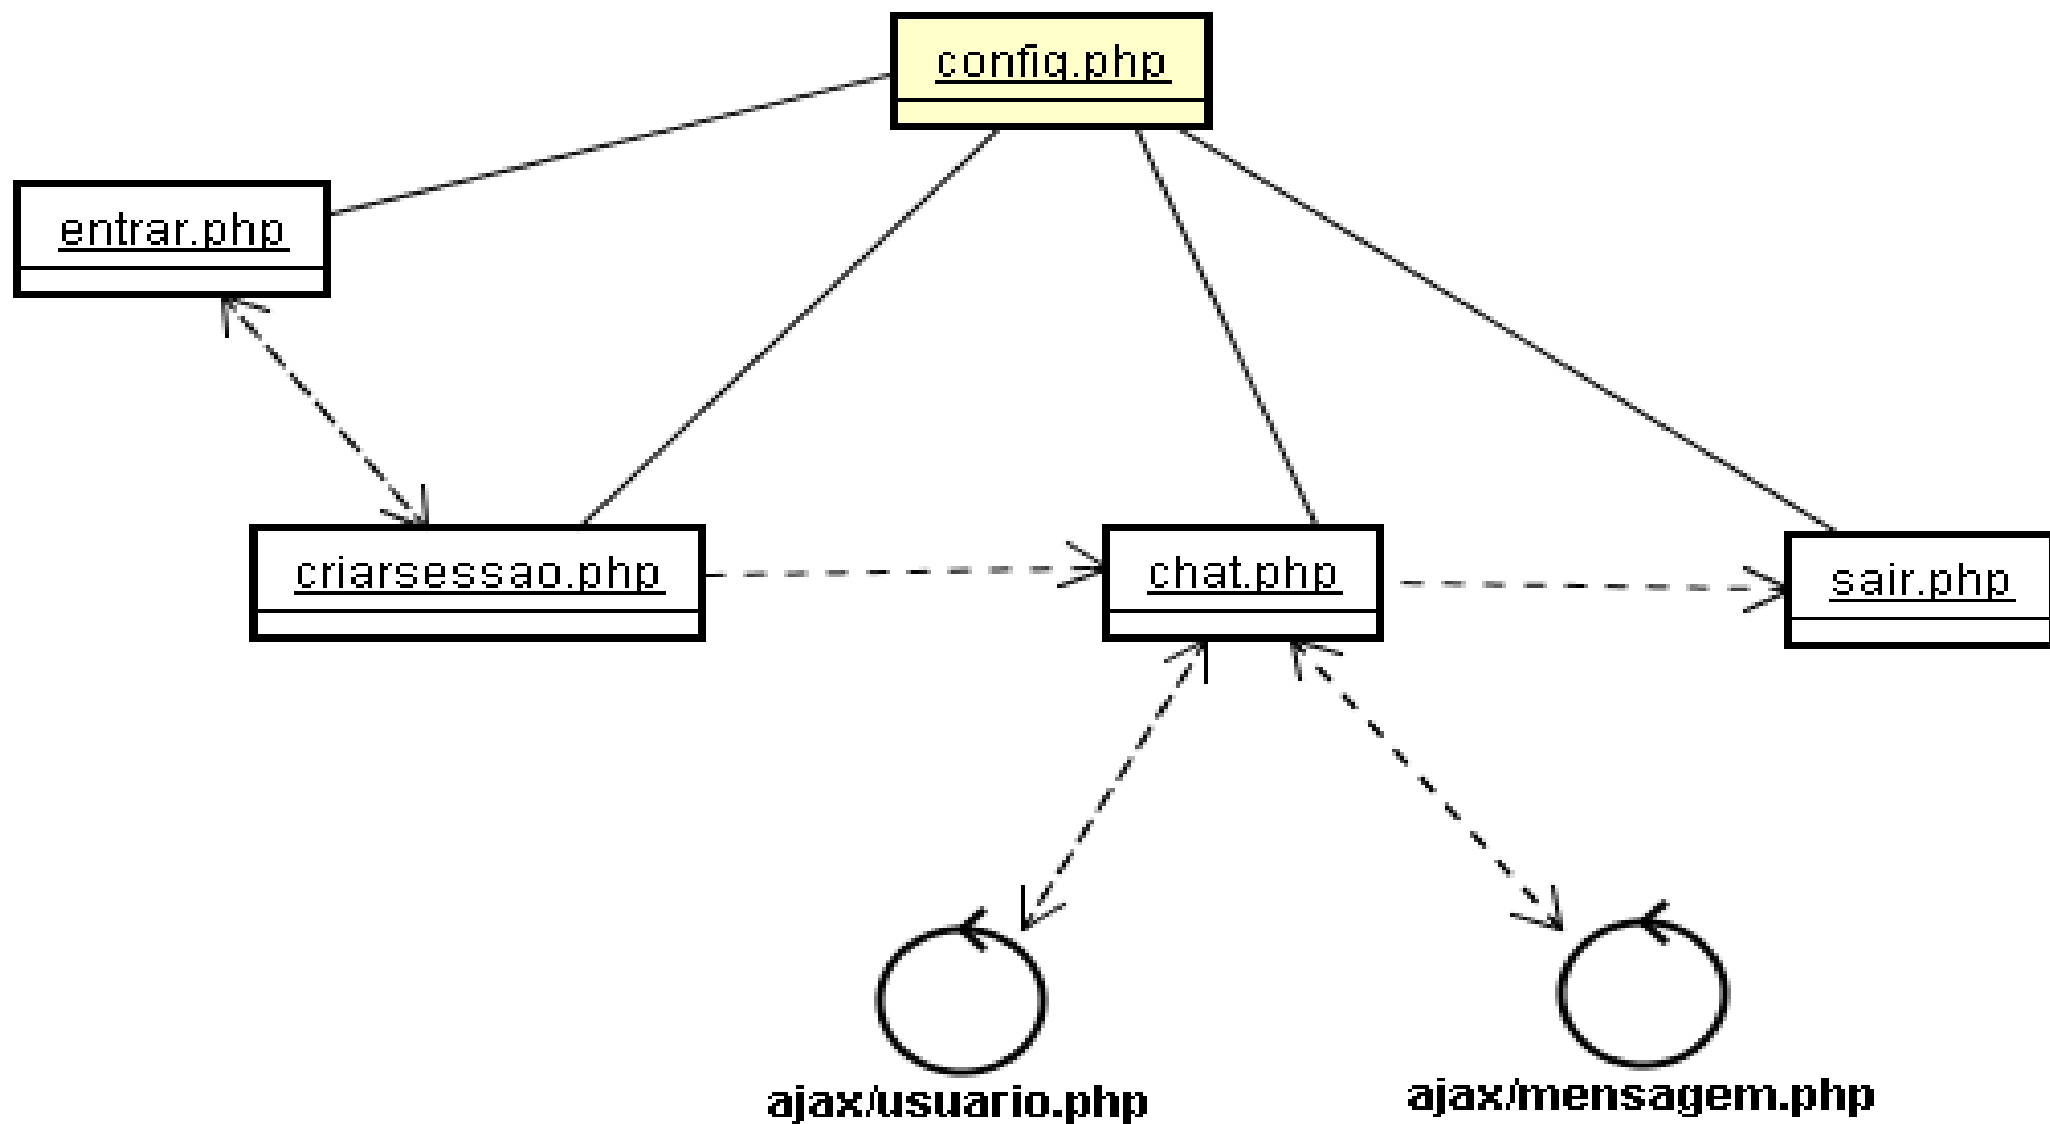 config.php
entrar.php
criarsessao.php
chat.php
sair.php
ajax/usuario.php
ajax/mensagem.php